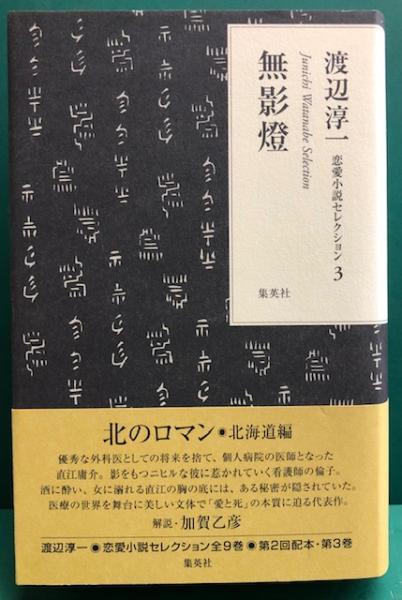 渡辺淳一
恋愛小説セレクション3
Junichi Watanabe Selection
無影燈
集英社
北のロマン●北海道編
優秀な外科医としての将来を捨て、個人病院の医師となった
直江庸介。影をもつニヒルな彼に惹かれていく看護師の倫子。
酒に酔い、女に溺れる直江の胸の底には、ある秘密が隠されていた。
医療の世界を舞台に美しい文体で「愛と死」の本質に迫る代表作。
解説・加賀乙彦
渡辺淳一●恋愛小説セレクション全9巻●第2回配本・第3巻
集英社